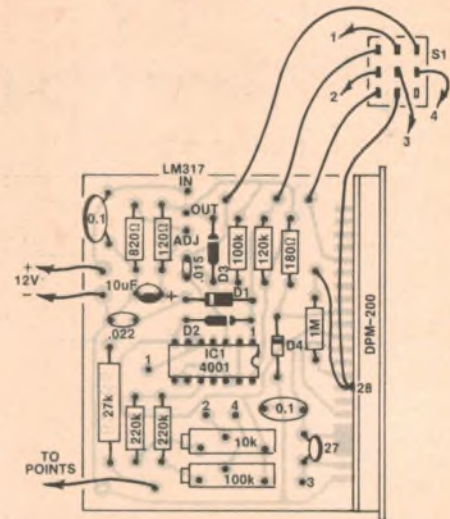 1
S1
2
3
4
LM317
IN
OUT
ADJ
0.1
820Ω
120Ω
.015
D3
100k
120k
180Ω
+
12V
-
10uF
+
D1
.022
D2
1
IC1
4001
D4
1M
DPM-200
28
1
27k
220k
220k
2
4
0.1
10k
27
100k
3
TO
POINTS